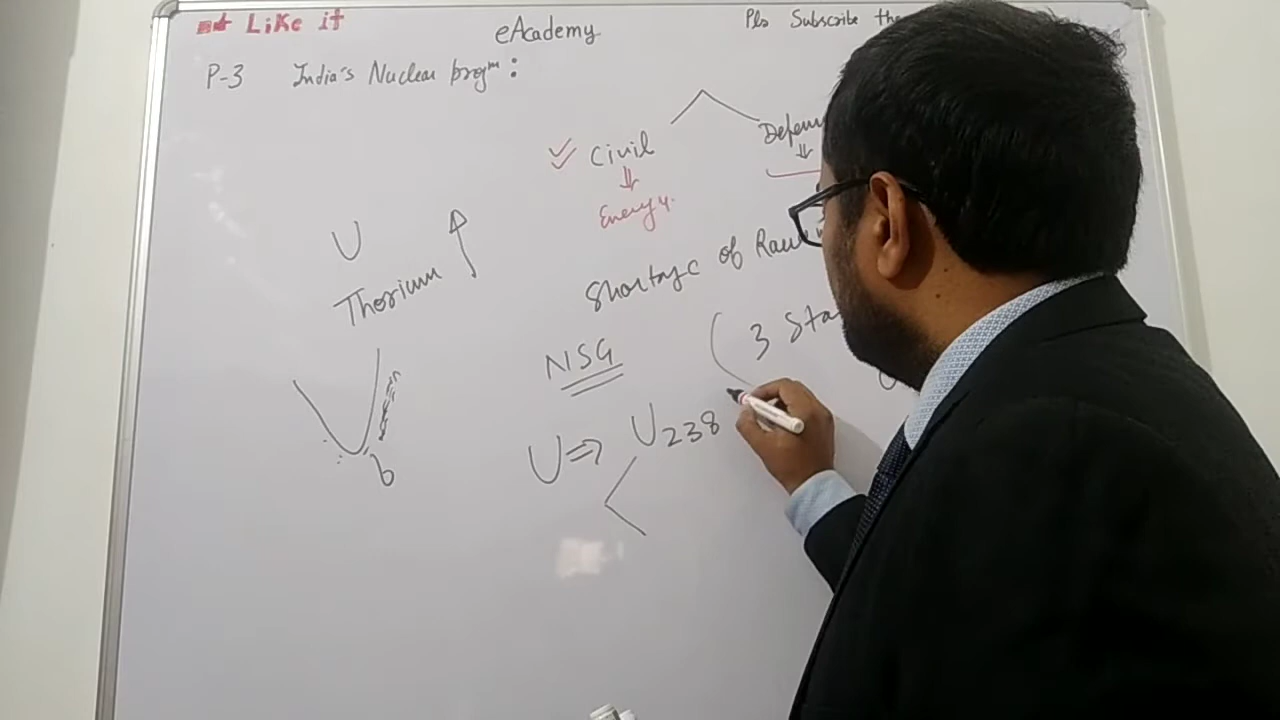 Like it
eAcademy
Pls Subscribe the
P-3 India's Nuclear progm :
Civil
Energy.
U
Thorium
Shortage of Raw
NSG
(3 Sta
U ⇒ U238